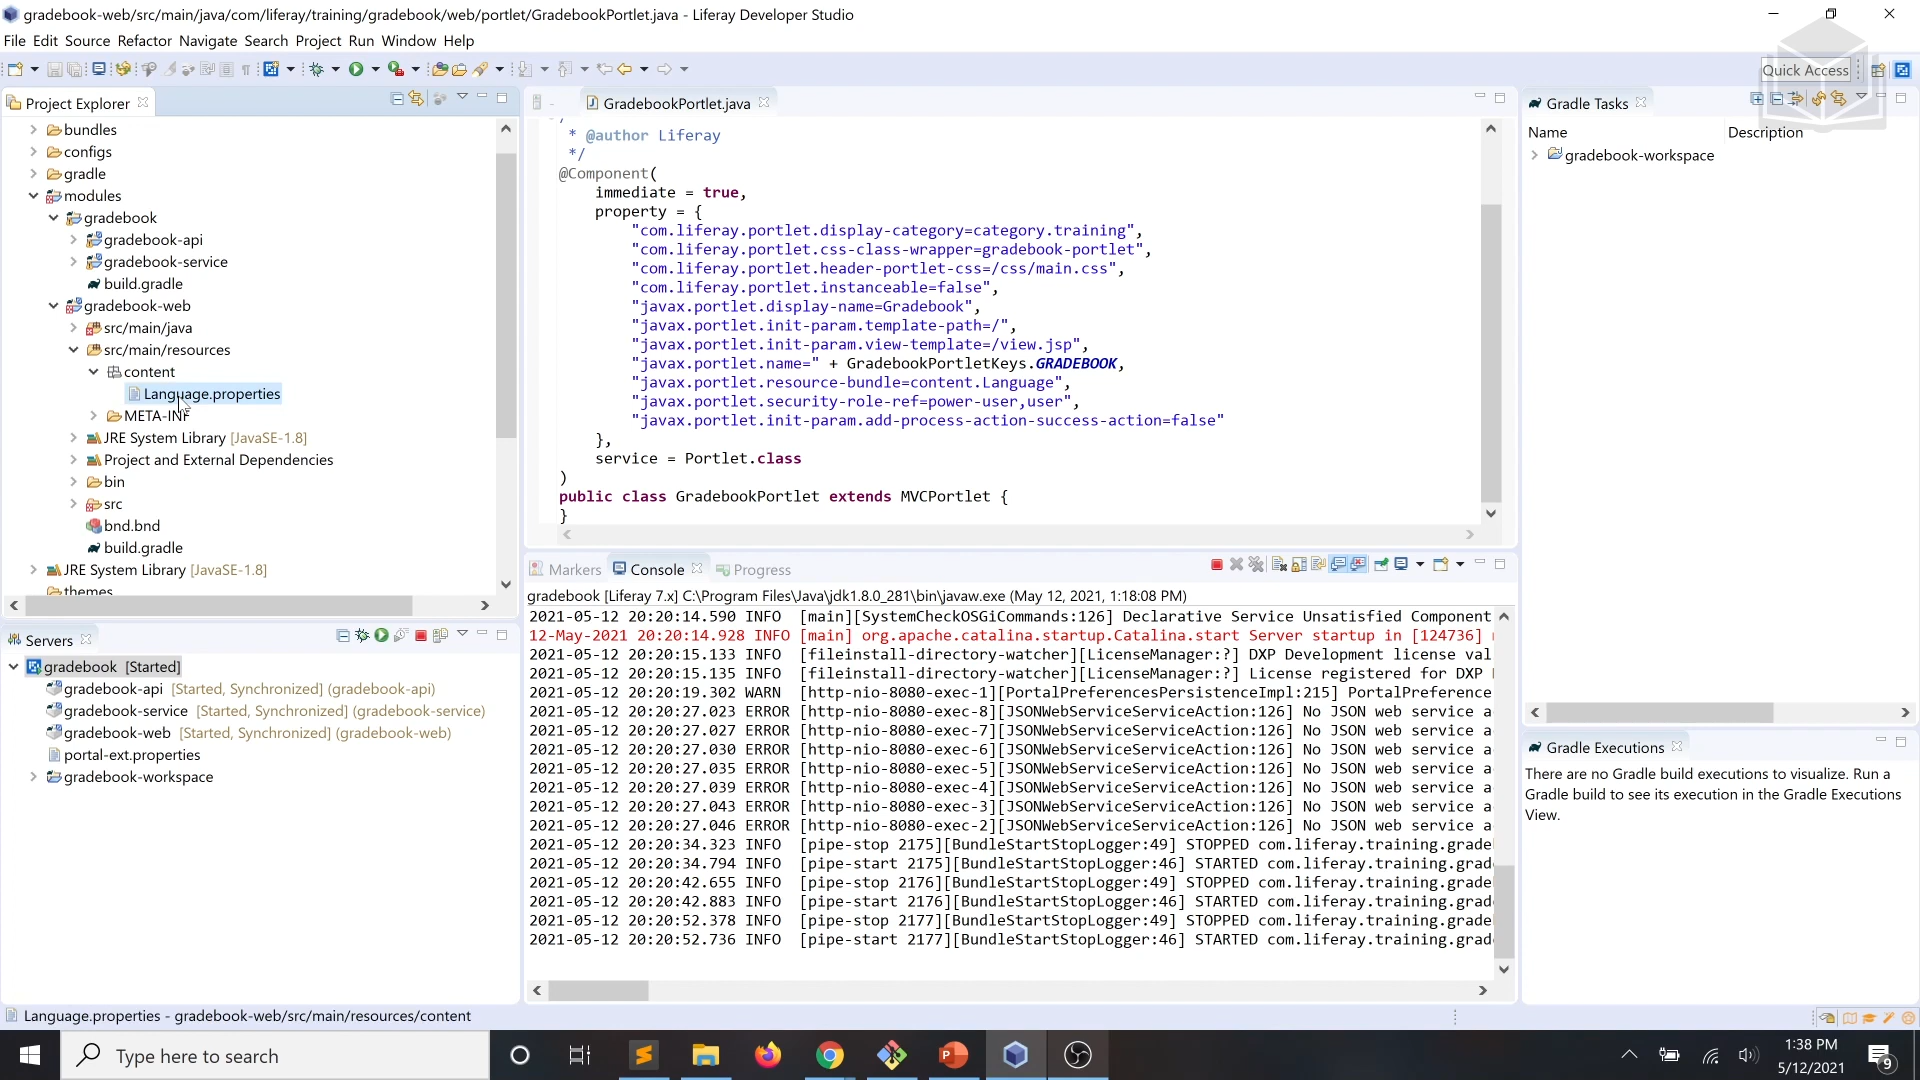 gradebook-web/src/main/java/com/liferay/training/gradebook/web/portlet/GradebookPortlet.java - Liferay Developer Studio
File Edit Source Refactor Navigate Search Project Run Window Help
Quick Access
Project Explorer
bundles
configs
gradle
modules
gradebook
gradebook-api
gradebook-service
build.gradle
gradebook-web
src/main/java
src/main/resources
content
Language.properties
META-INF
JRE System Library [JavaSE-1.8]
Project and External Dependencies
bin
src
bnd.bnd
build.gradle
JRE System Library [JavaSE-1.8]
themes
GradebookPortlet.java
* @author Liferay
*/
@Component(
immediate = true,
property = {
"com.liferay.portlet.display-category=category.training",
"com.liferay.portlet.css-class-wrapper=gradebook-portlet",
"com.liferay.portlet.header-portlet-css=/css/main.css",
"com.liferay.portlet.instanceable=false",
"javax.portlet.display-name=Gradebook",
"javax.portlet.init-param.template-path=/",
"javax.portlet.init-param.view-template=/view.jsp",
"javax.portlet.name=" + GradebookPortletKeys.GRADEBOOK,
"javax.portlet.resource-bundle=content.Language",
"javax.portlet.security-role-ref=power-user,user",
"javax.portlet.init-param.add-process-action-success-action=false"
},
service = Portlet.class
)
public class GradebookPortlet extends MVCPortlet {
}
Gradle Tasks
Name Description
gradebook-workspace
Servers
gradebook [Started]
gradebook-api [Started, Synchronized] (gradebook-api)
gradebook-service [Started, Synchronized] (gradebook-service)
gradebook-web [Started, Synchronized] (gradebook-web)
portal-ext.properties
gradebook-workspace
Markers Console Progress
gradebook [Liferay 7.x] C:\Program Files\Java\jdk1.8.0_281\bin\javaw.exe (May 12, 2021, 1:18:08 PM)
2021-05-12 20:20:14.590 INFO [main][SystemCheckOSGiCommands:126] Declarative Service Unsatisfied Component
12-May-2021 20:20:14.928 INFO [main] org.apache.catalina.startup.Catalina.start Server startup in [124736]
2021-05-12 20:20:15.133 INFO [fileinstall-directory-watcher][LicenseManager:?] DXP Development license val
2021-05-12 20:20:15.135 INFO [fileinstall-directory-watcher][LicenseManager:?] License registered for DXP
2021-05-12 20:20:19.302 WARN [http-nio-8080-exec-1][PortalPreferencesPersistenceImpl:215] PortalPreference
2021-05-12 20:20:27.023 ERROR [http-nio-8080-exec-8][JSONWebServiceServiceAction:126] No JSON web service a
2021-05-12 20:20:27.027 ERROR [http-nio-8080-exec-7][JSONWebServiceServiceAction:126] No JSON web service a
2021-05-12 20:20:27.030 ERROR [http-nio-8080-exec-6][JSONWebServiceServiceAction:126] No JSON web service a
2021-05-12 20:20:27.035 ERROR [http-nio-8080-exec-5][JSONWebServiceServiceAction:126] No JSON web service a
2021-05-12 20:20:27.039 ERROR [http-nio-8080-exec-4][JSONWebServiceServiceAction:126] No JSON web service a
2021-05-12 20:20:27.043 ERROR [http-nio-8080-exec-3][JSONWebServiceServiceAction:126] No JSON web service a
2021-05-12 20:20:27.046 ERROR [http-nio-8080-exec-2][JSONWebServiceServiceAction:126] No JSON web service a
2021-05-12 20:20:34.323 INFO [pipe-stop 2175][BundleStartStopLogger:49] STOPPED com.liferay.training.grade
2021-05-12 20:20:34.794 INFO [pipe-start 2175][BundleStartStopLogger:46] STARTED com.liferay.training.grad
2021-05-12 20:20:42.655 INFO [pipe-stop 2176][BundleStartStopLogger:49] STOPPED com.liferay.training.grade
2021-05-12 20:20:42.883 INFO [pipe-start 2176][BundleStartStopLogger:46] STARTED com.liferay.training.grad
2021-05-12 20:20:52.378 INFO [pipe-stop 2177][BundleStartStopLogger:49] STOPPED com.liferay.training.grade
2021-05-12 20:20:52.736 INFO [pipe-start 2177][BundleStartStopLogger:46] STARTED com.liferay.training.grad
Gradle Executions
There are no Gradle build executions to visualize. Run a
Gradle build to see its execution in the Gradle Executions
View.
Language.properties - gradebook-web/src/main/resources/content
Type here to search
1:38 PM
5/12/2021
9